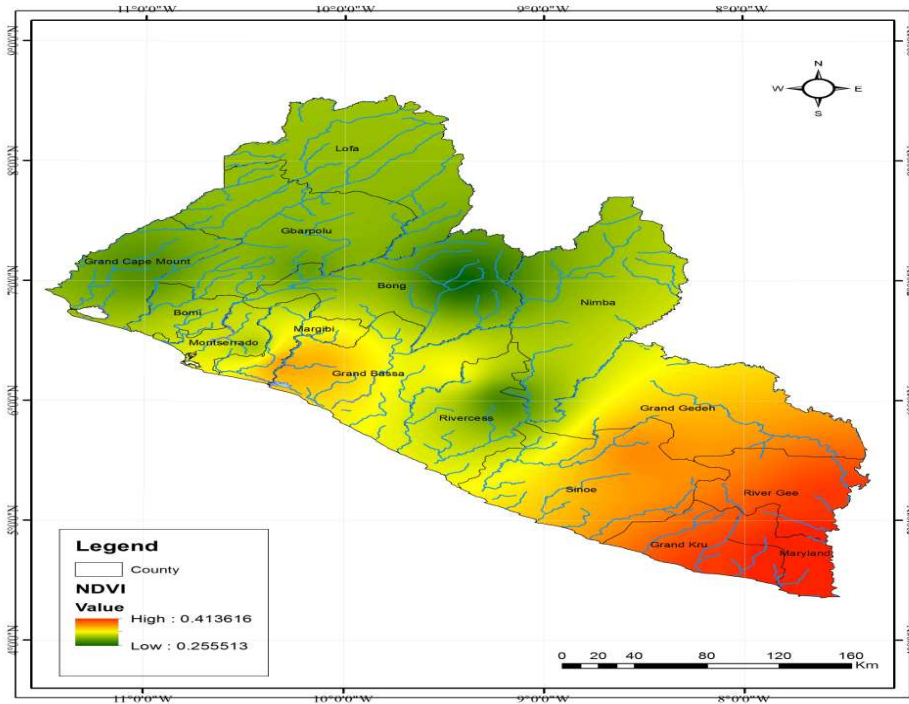 11°0'0"W 10°0'0"W 9°0'0"W 8°0'0"W
N
W E
S
Lofa
Gbarpolu
Grand Cape Mount
Bong
Nimba
Bomi
Margibi
Montserrado
Grand Bassa
Grand Gedeh
Rivercess
Sinoe
River Gee
Grand Kru
Maryland
Legend
County
NDVI
Value
High : 0.413616
Low : 0.255513
0 20 40 80 120 160
Km
11°0'0"W 10°0'0"W 9°0'0"W 8°0'0"W